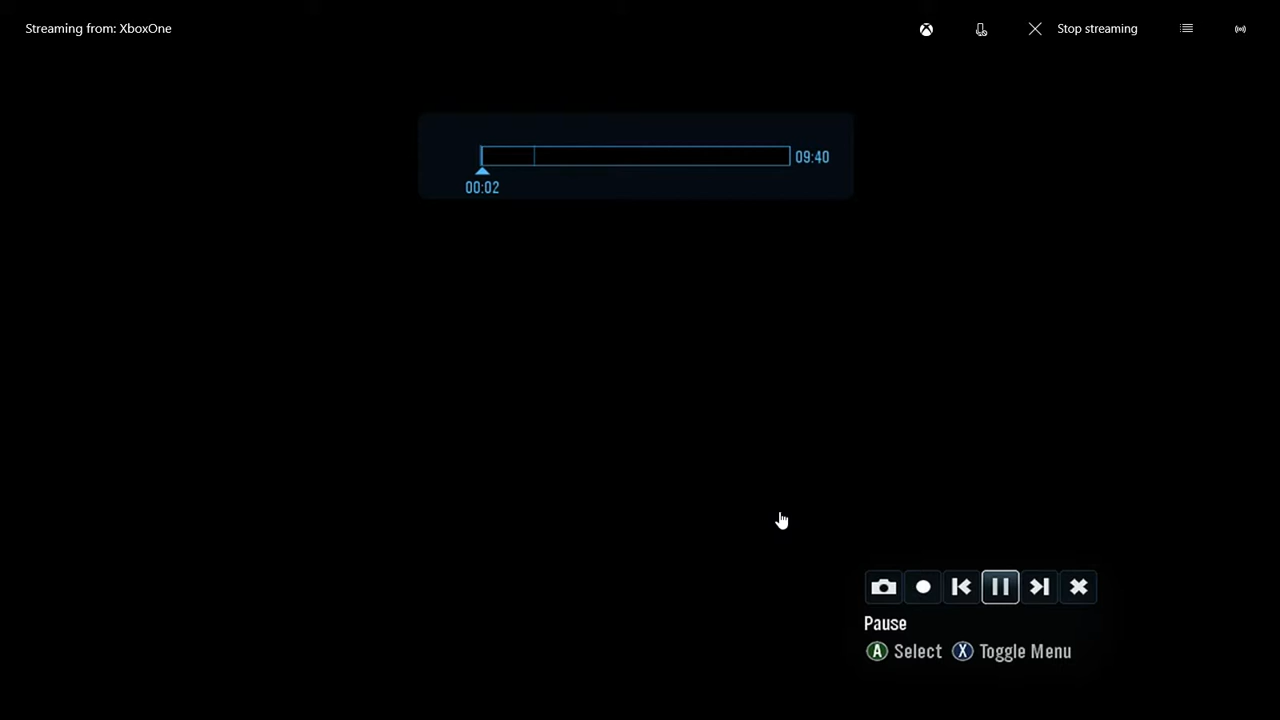 Streaming from: XboxOne
Stop streaming
09:40
00:02
Pause
A Select X Toggle Menu